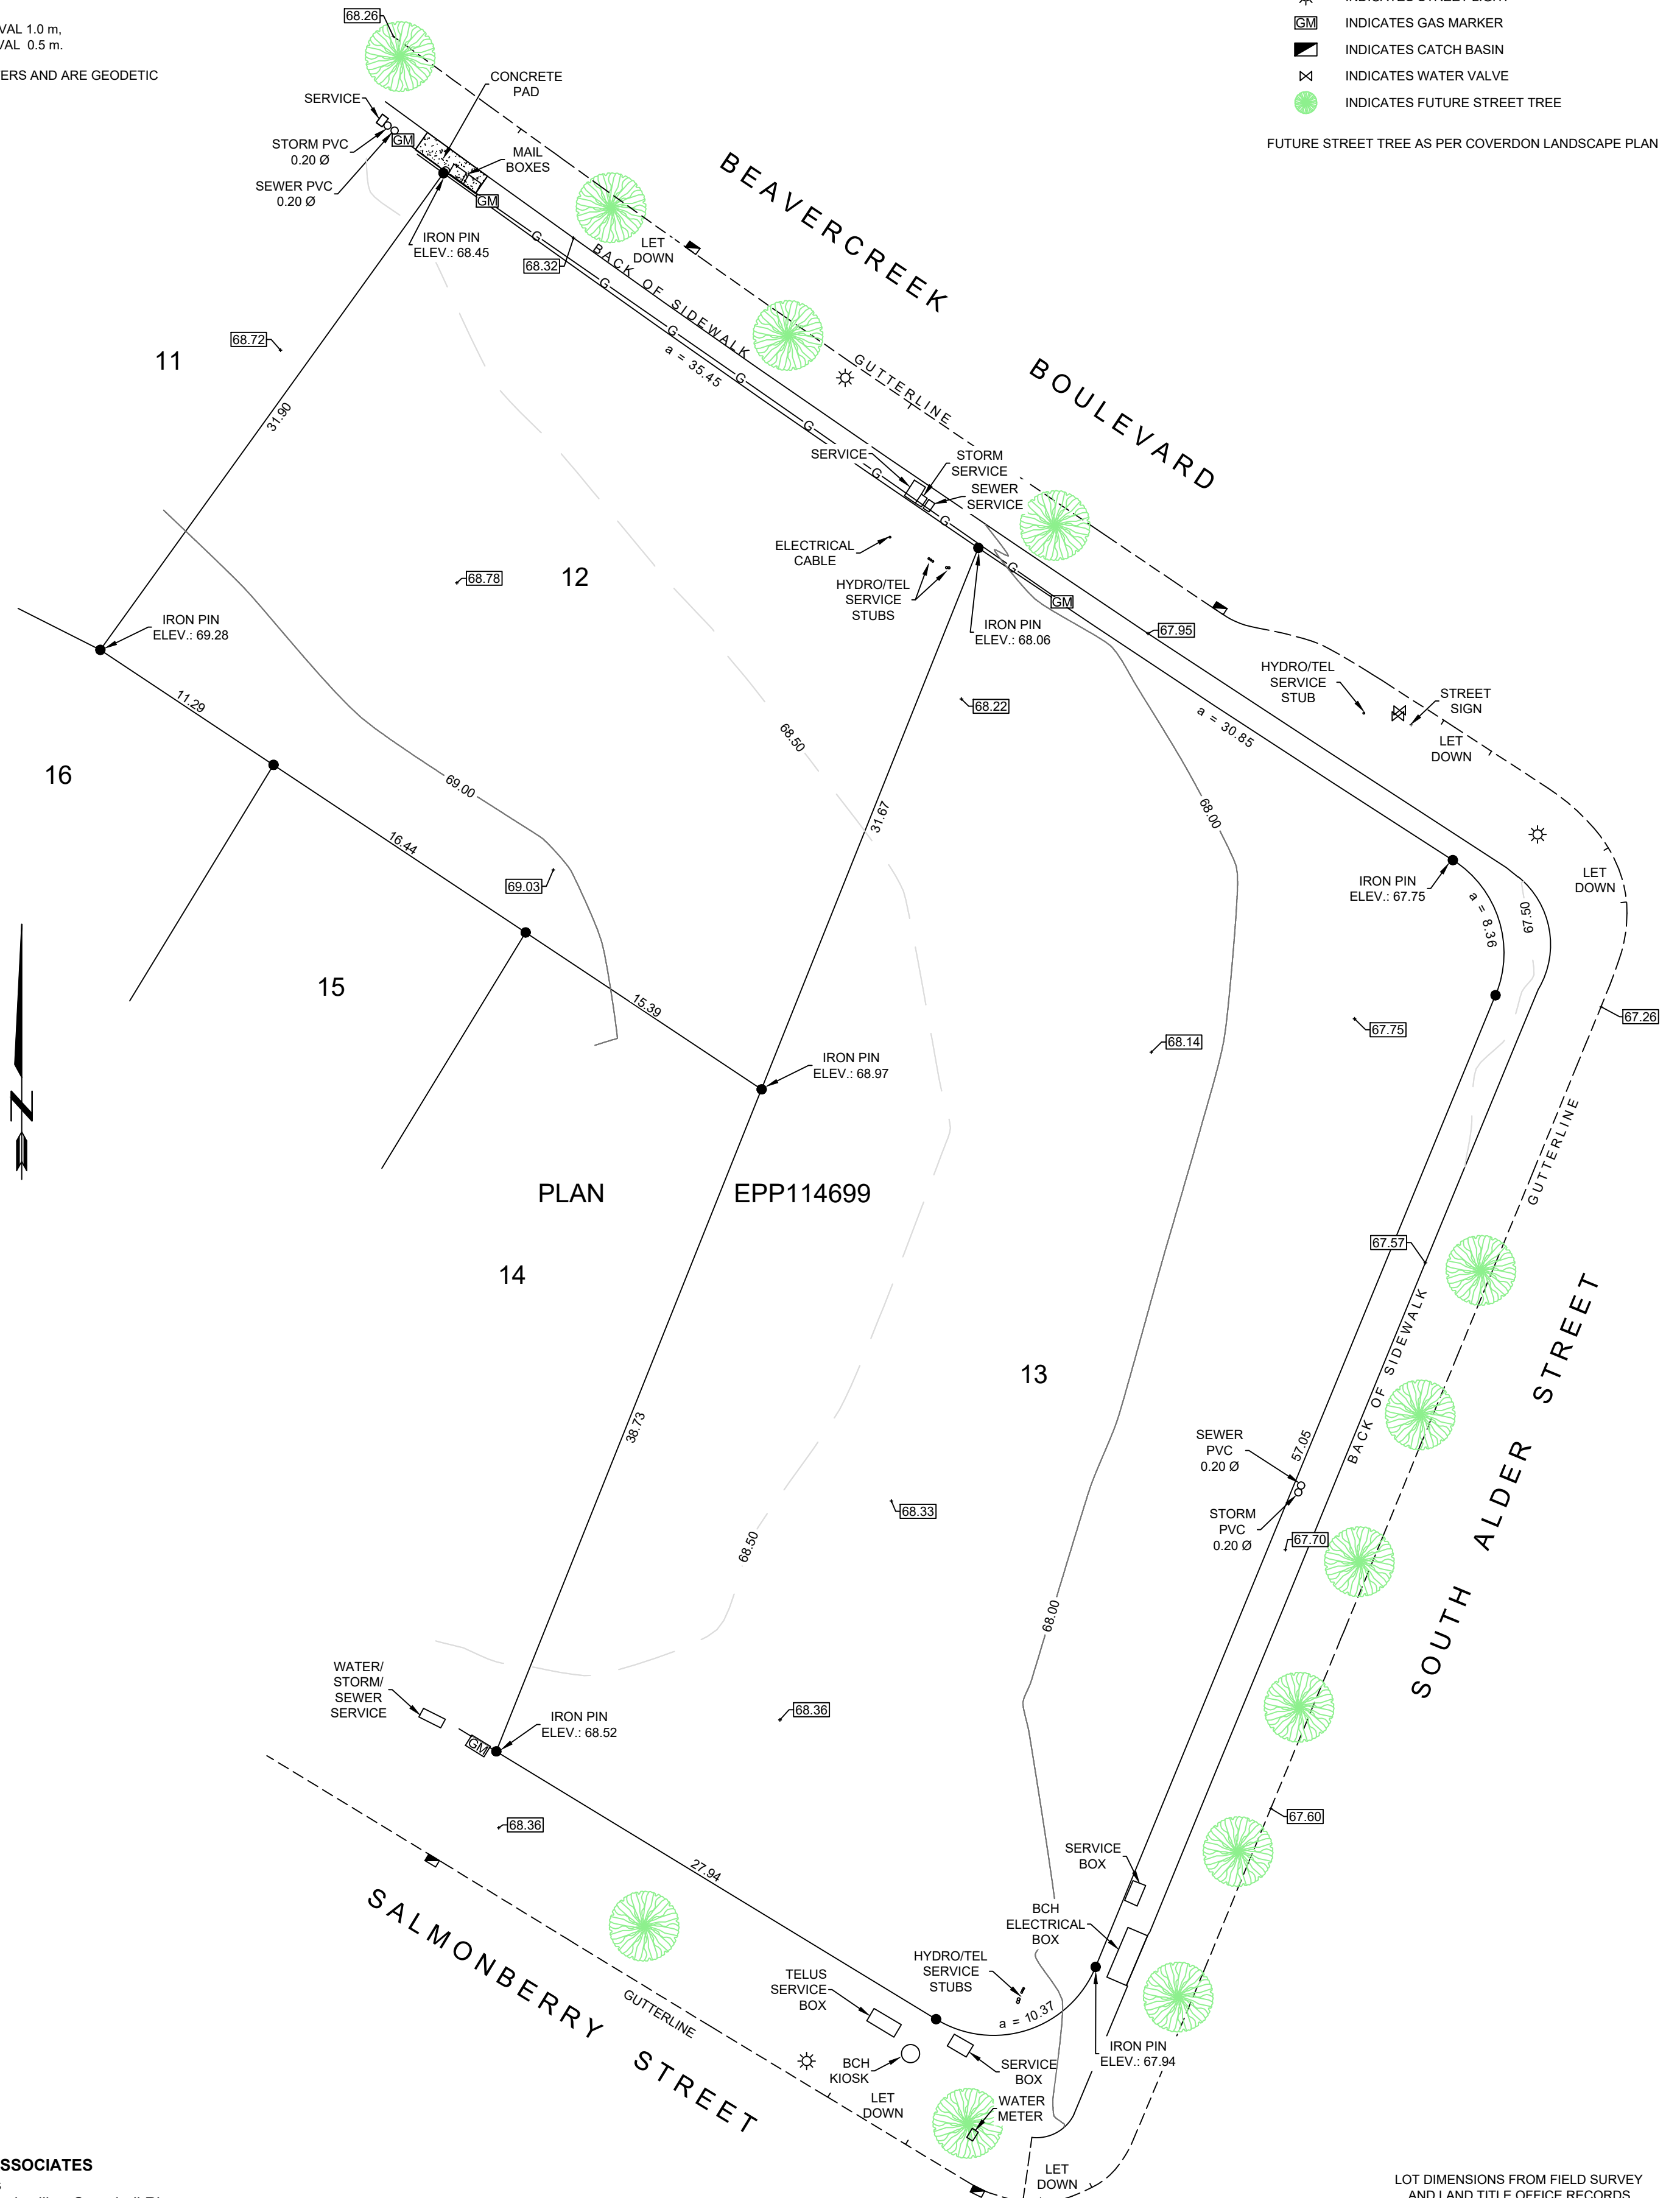 VAL 1.0 m,
VAL 0.5 m.
ERS AND ARE GEODETIC
GM INDICATES GAS MARKER
INDICATES CATCH BASIN
INDICATES WATER VALVE
INDICATES FUTURE STREET TREE
FUTURE STREET TREE AS PER COVERDON LANDSCAPE PLAN
68.26
CONCRETE
PAD
SERVICE
STORM PVC
0.20 Ø
GM
MAIL
BOXES
SEWER PVC
0.20 Ø
GM
IRON PIN
ELEV.: 68.45
68.32
LET
DOWN
BEAVERCREEK
BOULEVARD
BACK OF SIDEWALK
GUTTERLINE
G
G
G
G
G
G
G
G
a = 35.45
68.72
11
31.90
SERVICE
STORM
SERVICE
SEWER
SERVICE
ELECTRICAL
CABLE
HYDRO/TEL
SERVICE
STUBS
GM
68.78
12
IRON PIN
ELEV.: 69.28
IRON PIN
ELEV.: 68.06
67.95
HYDRO/TEL
SERVICE
STUB
STREET
SIGN
LET
DOWN
11.29
68.22
a = 30.85
68.50
16
69.00
16.44
31.67
68.00
69.03
IRON PIN
ELEV.: 67.75
LET
DOWN
a = 8.36
67.50
15
15.39
67.26
67.75
68.14
IRON PIN
ELEV.: 68.97
N
GUTTERLINE
PLAN EPP114699
14
67.57
13
BACK OF SIDEWALK
SOUTH ALDER STREET
38.73
57.05
SEWER
PVC
0.20 Ø
68.33
STORM
PVC
0.20 Ø
67.70
68.50
68.00
WATER/
STORM/
SEWER
SERVICE
68.36
IRON PIN
ELEV.: 68.52
GM
67.60
68.36
27.94
SERVICE
BOX
SALMONBERRY STREET
BCH
ELECTRICAL
BOX
HYDRO/TEL
SERVICE
STUBS
TELUS
SERVICE
BOX
GUTTERLINE
a = 10.37
IRON PIN
ELEV.: 67.94
BCH
KIOSK
SERVICE
BOX
LET
DOWN
WATER
METER
LET
DOWN
SSOCIATES
LOT DIMENSIONS FROM FIELD SURVEY
AND LAND TITLE OFFICE RECORDS